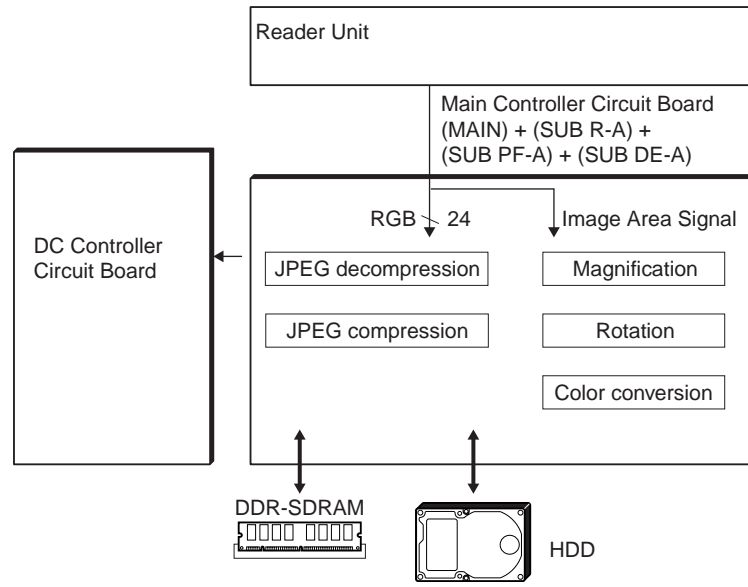 Reader Unit
Main Controller Circuit Board
(MAIN) + (SUB R-A) +
(SUB PF-A) + (SUB DE-A)
DC Controller
Circuit Board
RGB 24
Image Area Signal
JPEG decompression
Magnification
JPEG compression
Rotation
Color conversion
DDR-SDRAM
HDD